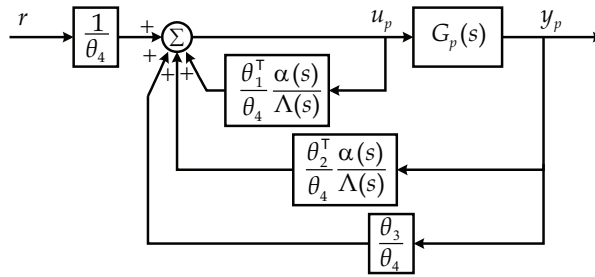 r
1
θ₄
+
+
+
+
Σ
u_p
G_p(s)
y_p
θ₁ᵀ α(s)
θ₄ Λ(s)
θ₂ᵀ α(s)
θ₄ Λ(s)
θ₃
θ₄